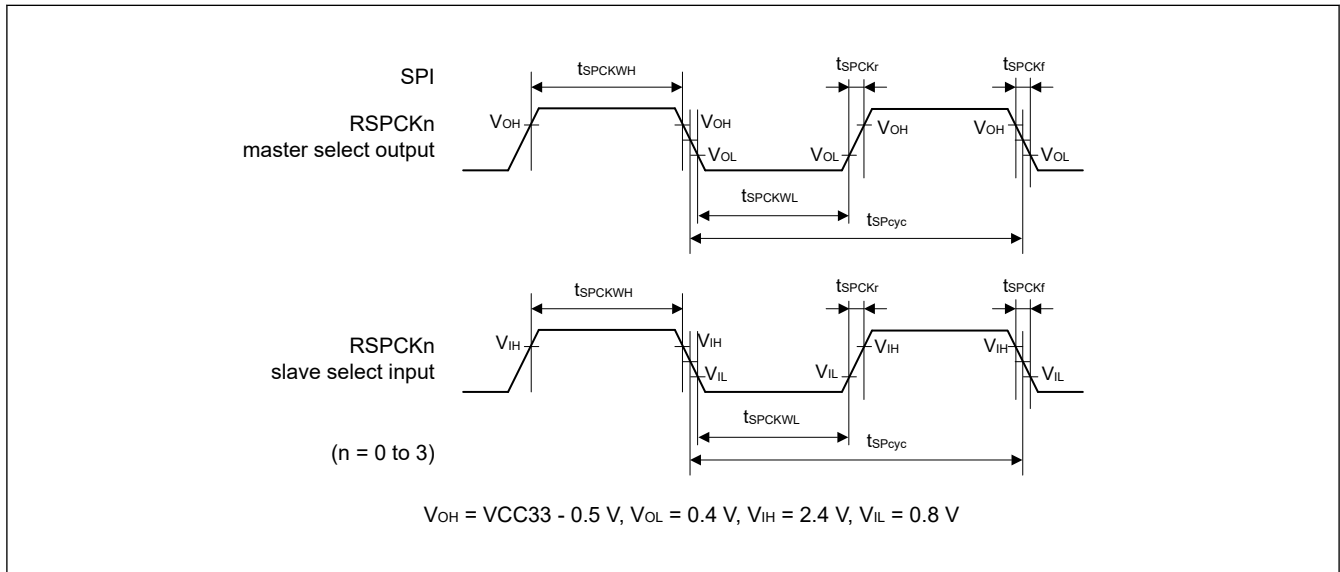 SPI
tSPCKWH
tSPCKr
tSPCKf
RSPCKn
master select output
VOH
VOH
VOL
VOL
VOH
VOH
VOL
tSPCKWL
tSPcyc
tSPCKWH
tSPCKr
tSPCKf
RSPCKn
slave select input
VIH
VIH
VIL
VIL
VIH
VIH
VIL
tSPCKWL
tSPcyc
(n = 0 to 3)
VOH = VCC33 - 0.5 V, VOL = 0.4 V, VIH = 2.4 V, VIL = 0.8 V